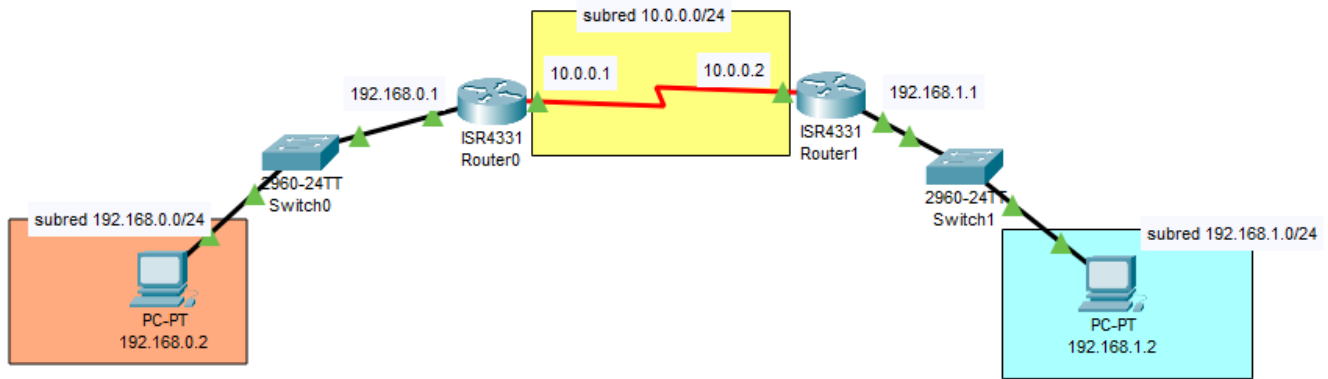 subred 10.0.0.0/24
10.0.0.1
10.0.0.2
192.168.0.1
192.168.1.1
ISR4331
Router0
ISR4331
Router1
2960-24TT
Switch0
2960-24TT
Switch1
subred 192.168.0.0/24
subred 192.168.1.0/24
PC-PT
192.168.0.2
PC-PT
192.168.1.2